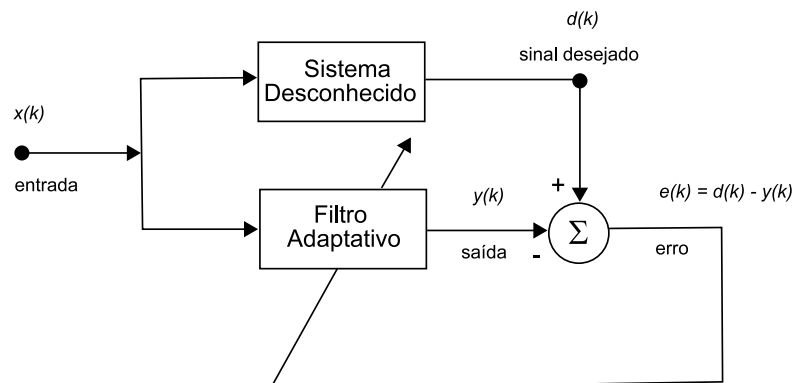 d(k)
sinal desejado
Sistema
Desconhecido
x(k)
entrada
+
e(k) = d(k) - y(k)
y(k)
Filtro
Adaptativo
Σ
saída
-
erro